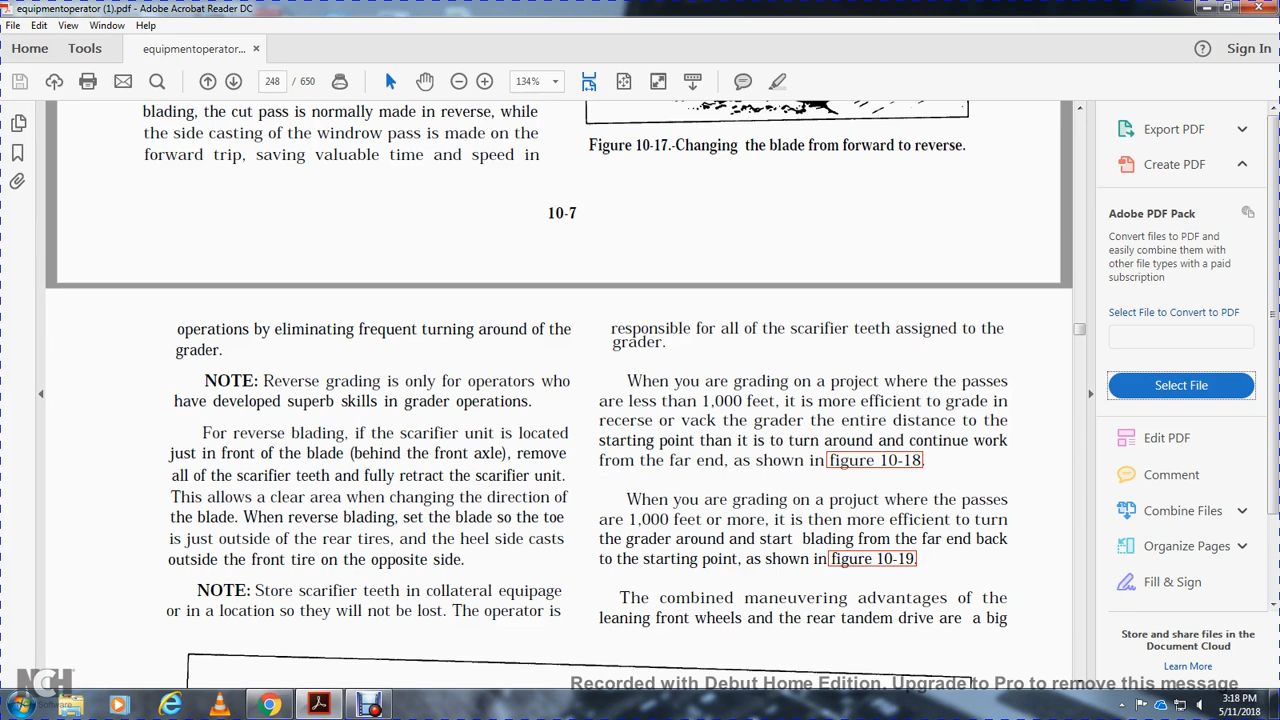 equipmentoperator (1).pdf - Adobe Acrobat Reader DC
File Edit View Window Help
Home Tools equipmentoperator... × Sign In
248 / 650 134%
blading, the cut pass is normally made in reverse, while
the side casting of the windrow pass is made on the
forward trip, saving valuable time and speed in
Figure 10-17.-Changing the blade from forward to reverse.
10-7
operations by eliminating frequent turning around of the
grader.
NOTE: Reverse grading is only for operators who
have developed superb skills in grader operations.
For reverse blading, if the scarifier unit is located
just in front of the blade (behind the front axle), remove
all of the scarifier teeth and fully retract the scarifier unit.
This allows a clear area when changing the direction of
the blade. When reverse blading, set the blade so the toe
is just outside of the rear tires, and the heel side casts
outside the front tire on the opposite side.
NOTE: Store scarifier teeth in collateral equipage
or in a location so they will not be lost. The operator is
responsible for all of the scarifier teeth assigned to the
grader.
When you are grading on a project where the passes
are less than 1,000 feet, it is more efficient to grade in
recerse or vack the grader the entire distance to the
starting point than it is to turn around and continue work
from the far end, as shown in figure 10-18.
When you are grading on a project where the passes
are 1,000 feet or more, it is then more efficient to turn
the grader around and start blading from the far end back
to the starting point, as shown in figure 10-19.
The combined maneuvering advantages of the
leaning front wheels and the rear tandem drive are a big
Export PDF
Create PDF
Adobe PDF Pack
Convert files to PDF and
easily combine them with
other file types with a paid
subscription
Select File to Convert to PDF
Select File
Edit PDF
Comment
Combine Files
Organize Pages
Fill & Sign
Store and share files in the
Document Cloud
Learn More
NCH
Software
Recorded with Debut Home Edition. Upgrade to Pro to remove this message
3:18 PM
5/11/2018